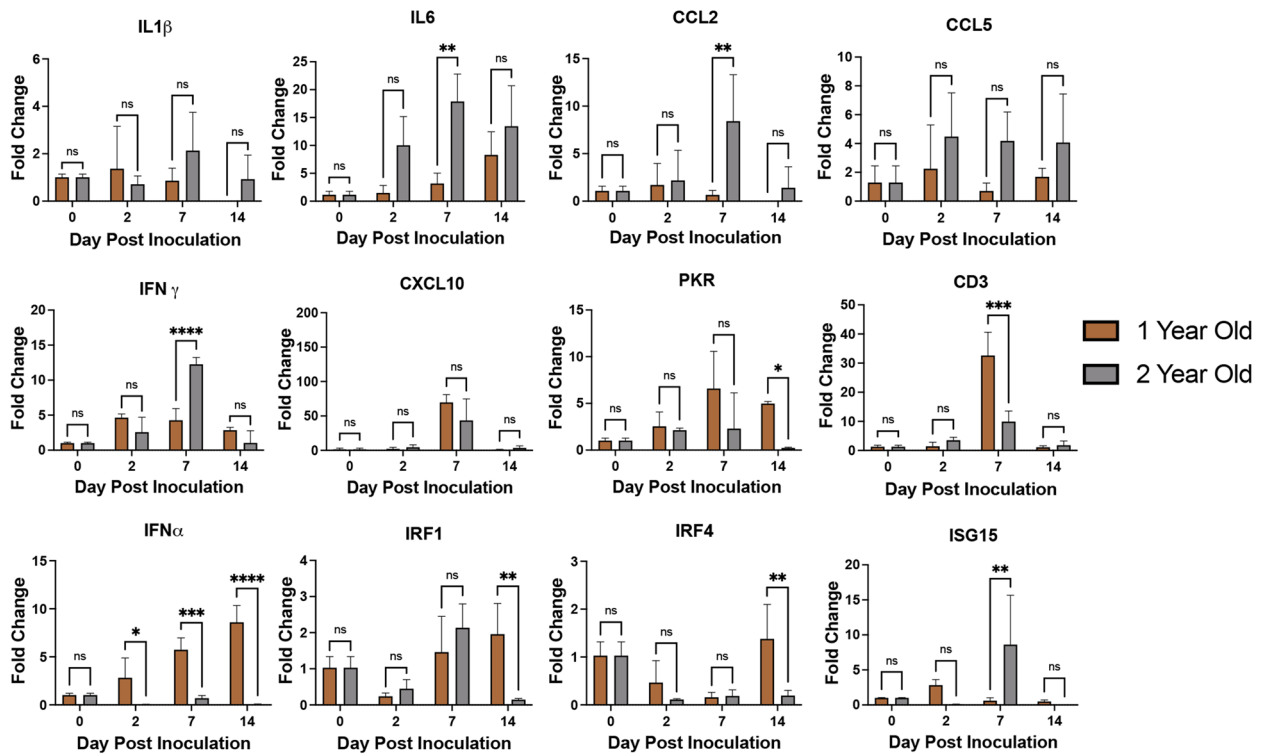 IL1β
IL6
CCL2
CCL5
Fold Change
6
4
2
0
ns
ns
ns
ns
0 2 7 14
Day Post Inoculation
Fold Change
25
20
15
10
5
0
ns
ns
**
ns
0 2 7 14
Day Post Inoculation
Fold Change
15
10
5
0
ns
ns
**
ns
0 2 7 14
Day Post Inoculation
Fold Change
10
8
6
4
2
0
ns
ns
ns
ns
0 2 7 14
Day Post Inoculation
IFN γ
CXCL10
PKR
CD3
Fold Change
20
15
10
5
0
ns
ns
****
ns
0 2 7 14
Day Post Inoculation
Fold Change
200
150
100
50
0
ns
ns
ns
ns
0 2 7 14
Day Post Inoculation
Fold Change
15
10
5
0
ns
ns
ns
*
0 2 7 14
Day Post Inoculation
Fold Change
50
40
30
20
10
0
ns
ns
***
ns
0 2 7 14
Day Post Inoculation
1 Year Old
2 Year Old
IFNα
IRF1
IRF4
ISG15
Fold Change
15
10
5
0
ns
*
***
****
0 2 7 14
Day Post Inoculation
Fold Change
4
3
2
1
0
ns
ns
ns
**
0 2 7 14
Day Post Inoculation
Fold Change
3
2
1
0
ns
ns
ns
**
0 2 7 14
Day Post Inoculation
Fold Change
20
15
10
5
0
ns
ns
**
ns
0 2 7 14
Day Post Inoculation